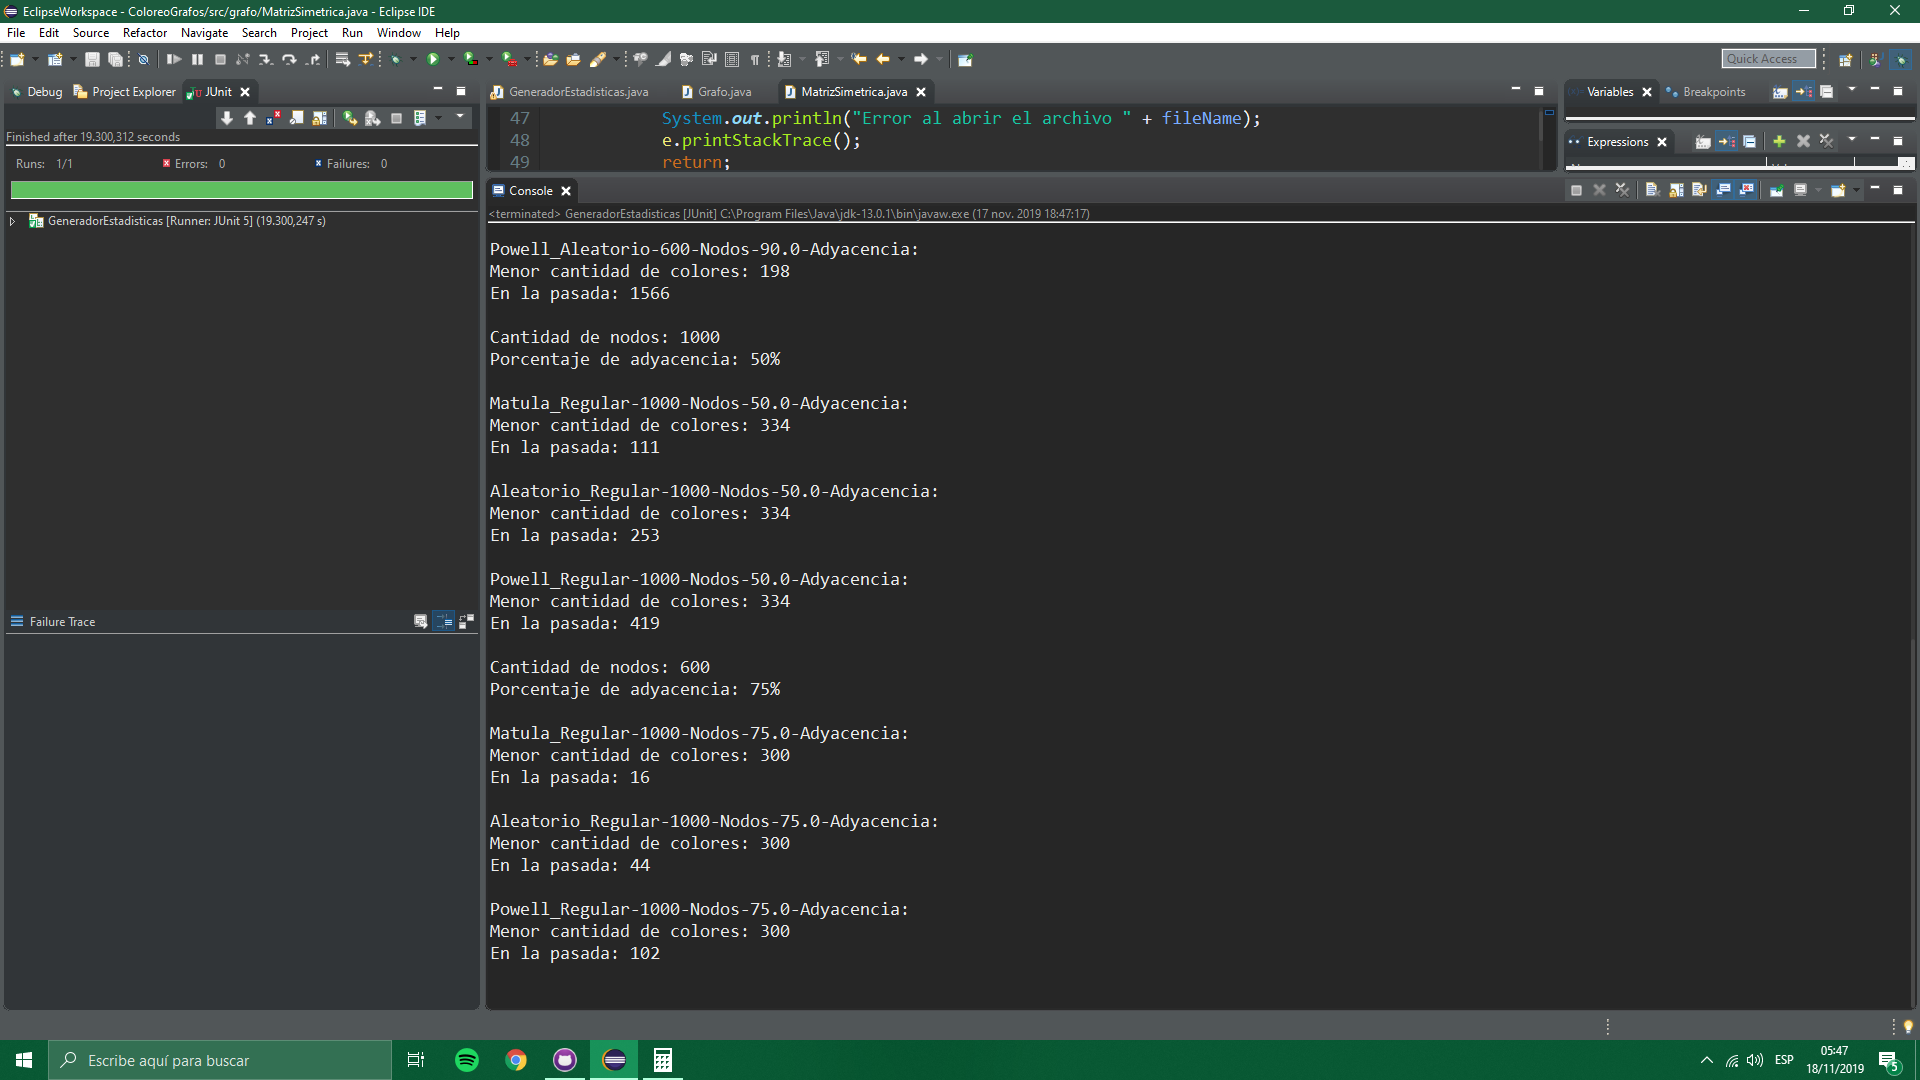 EclipseWorkspace - ColoreoGrafos/src/grafo/MatrizSimetrica.java - Eclipse IDE
File Edit Source Refactor Navigate Search Project Run Window Help
Quick Access
Debug Project Explorer JUnit
Finished after 19.300,312 seconds
Runs: 1/1 Errors: 0 Failures: 0
GeneradorEstadisticas [Runner: JUnit 5] (19.300,247 s)
Failure Trace
GeneradorEstadisticas.java Grafo.java MatrizSimetrica.java
47 System.out.println("Error al abrir el archivo " + fileName);
48 e.printStackTrace();
49 return;
Variables Breakpoints
Expressions
Console
<terminated> GeneradorEstadisticas [JUnit] C:\Program Files\Java\jdk-13.0.1\bin\javaw.exe (17 nov. 2019 18:47:17)
Powell_Aleatorio-600-Nodos-90.0-Adyacencia:
Menor cantidad de colores: 198
En la pasada: 1566
Cantidad de nodos: 1000
Porcentaje de adyacencia: 50%
Matula_Regular-1000-Nodos-50.0-Adyacencia:
Menor cantidad de colores: 334
En la pasada: 111
Aleatorio_Regular-1000-Nodos-50.0-Adyacencia:
Menor cantidad de colores: 334
En la pasada: 253
Powell_Regular-1000-Nodos-50.0-Adyacencia:
Menor cantidad de colores: 334
En la pasada: 419
Cantidad de nodos: 600
Porcentaje de adyacencia: 75%
Matula_Regular-1000-Nodos-75.0-Adyacencia:
Menor cantidad de colores: 300
En la pasada: 16
Aleatorio_Regular-1000-Nodos-75.0-Adyacencia:
Menor cantidad de colores: 300
En la pasada: 44
Powell_Regular-1000-Nodos-75.0-Adyacencia:
Menor cantidad de colores: 300
En la pasada: 102
Escribe aquí para buscar
ESP
05:47
18/11/2019
5